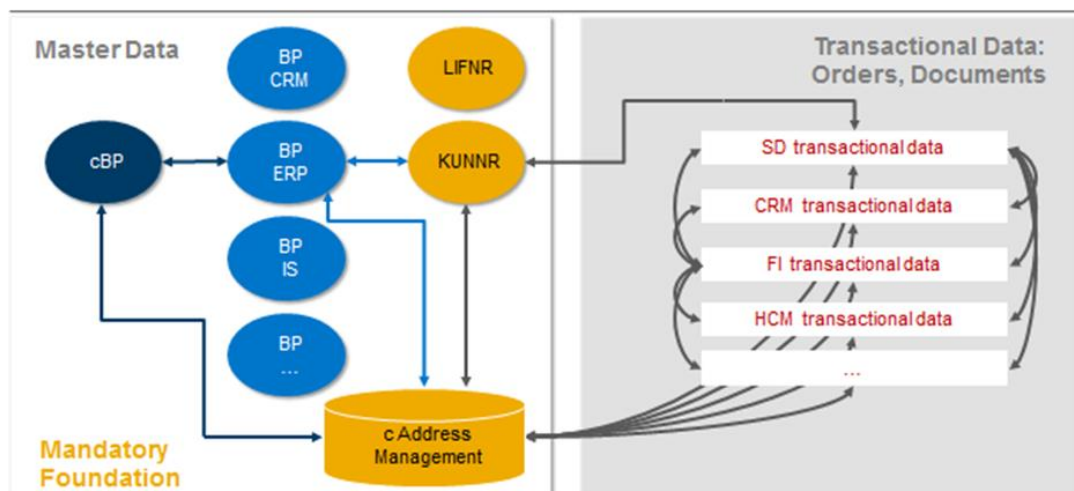 Master Data
BP
CRM
LIFNR
cBP
BP
ERP
KUNNR
BP
IS
BP
...
c Address
Management
Mandatory
Foundation
Transactional Data:
Orders, Documents
SD transactional data
CRM transactional data
FI transactional data
HCM transactional data
...